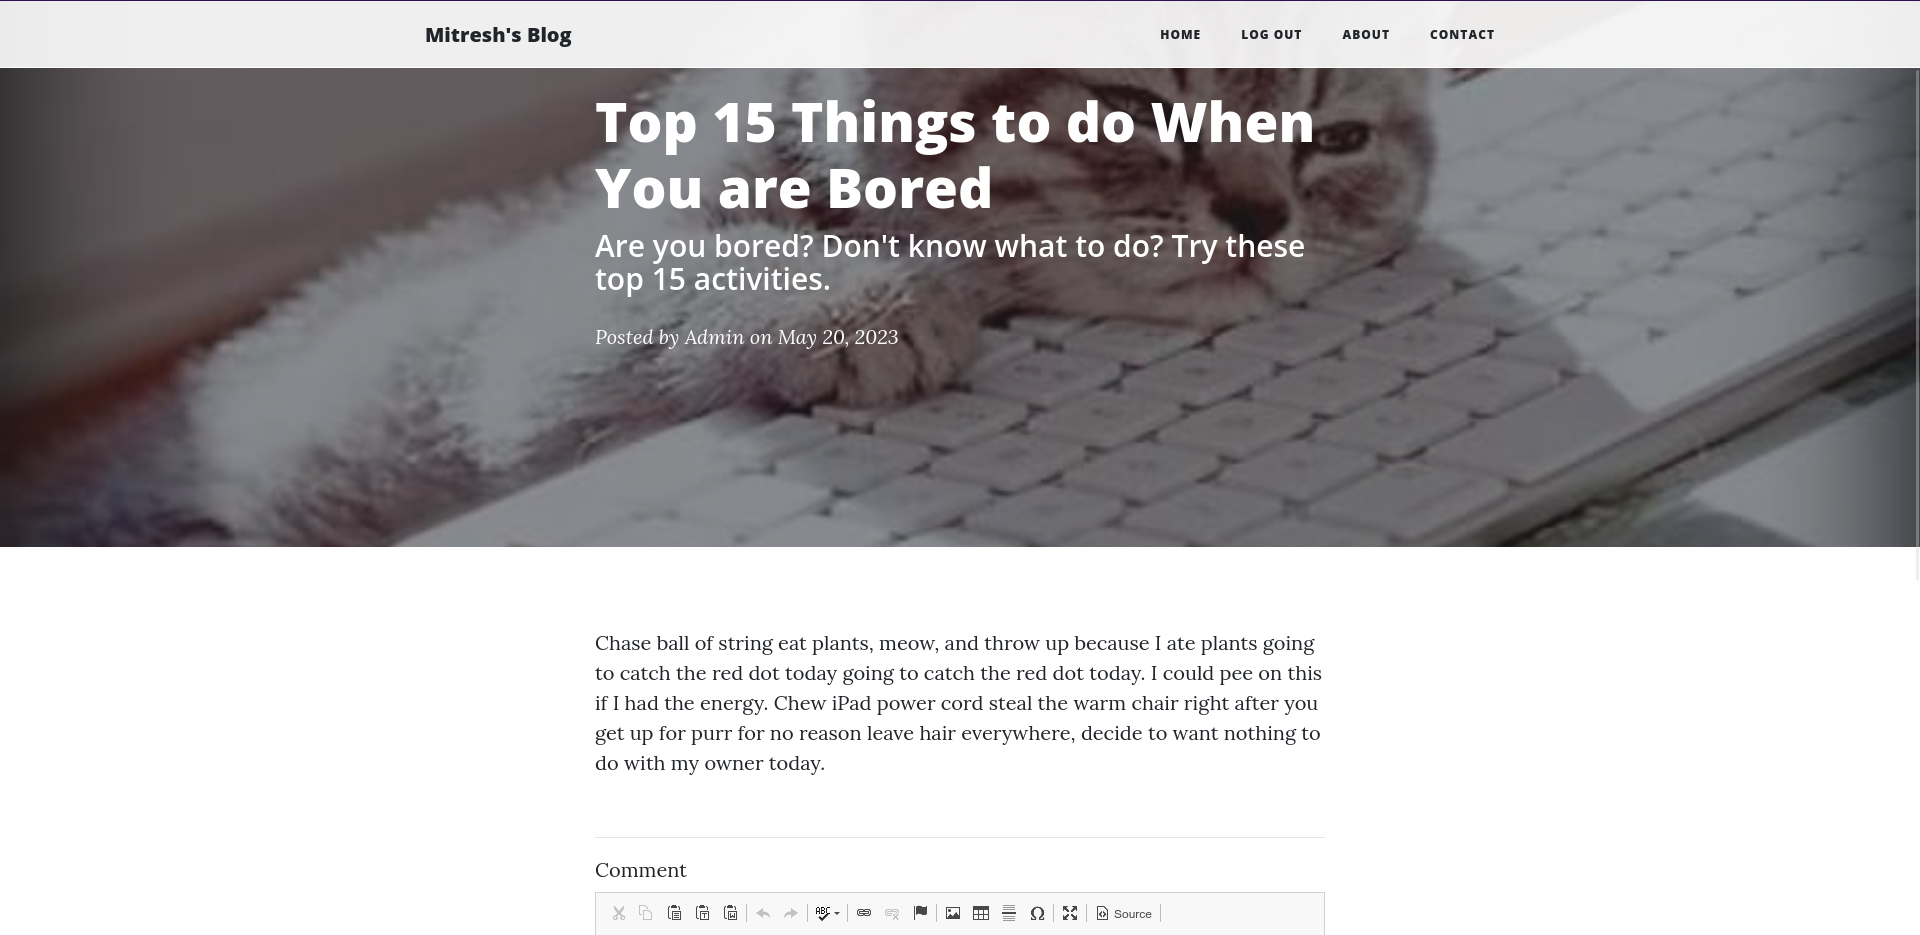 Mitresh's Blog
HOME LOG OUT ABOUT CONTACT
Top 15 Things to do When
You are Bored
Are you bored? Don't know what to do? Try these
top 15 activities.
Posted by Admin on May 20, 2023
Chase ball of string eat plants, meow, and throw up because I ate plants going
to catch the red dot today going to catch the red dot today. I could pee on this
if I had the energy. Chew iPad power cord steal the warm chair right after you
get up for purr for no reason leave hair everywhere, decide to want nothing to
do with my owner today.
Comment
ABC Ω Source